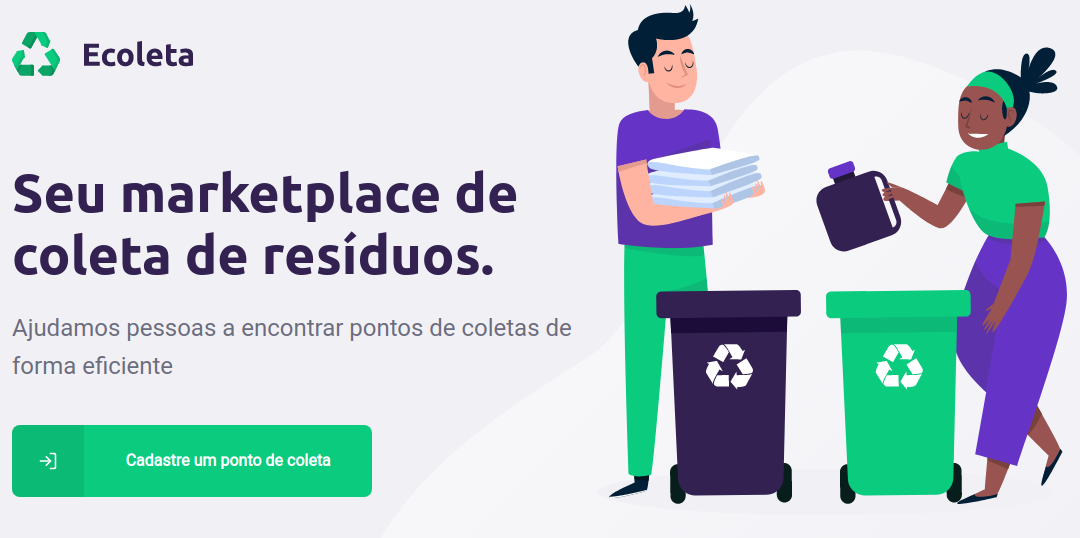 Ecoleta
Seu marketplace de
coleta de resíduos.
Ajudamos pessoas a encontrar pontos de coletas de
forma eficiente
Cadastre um ponto de coleta